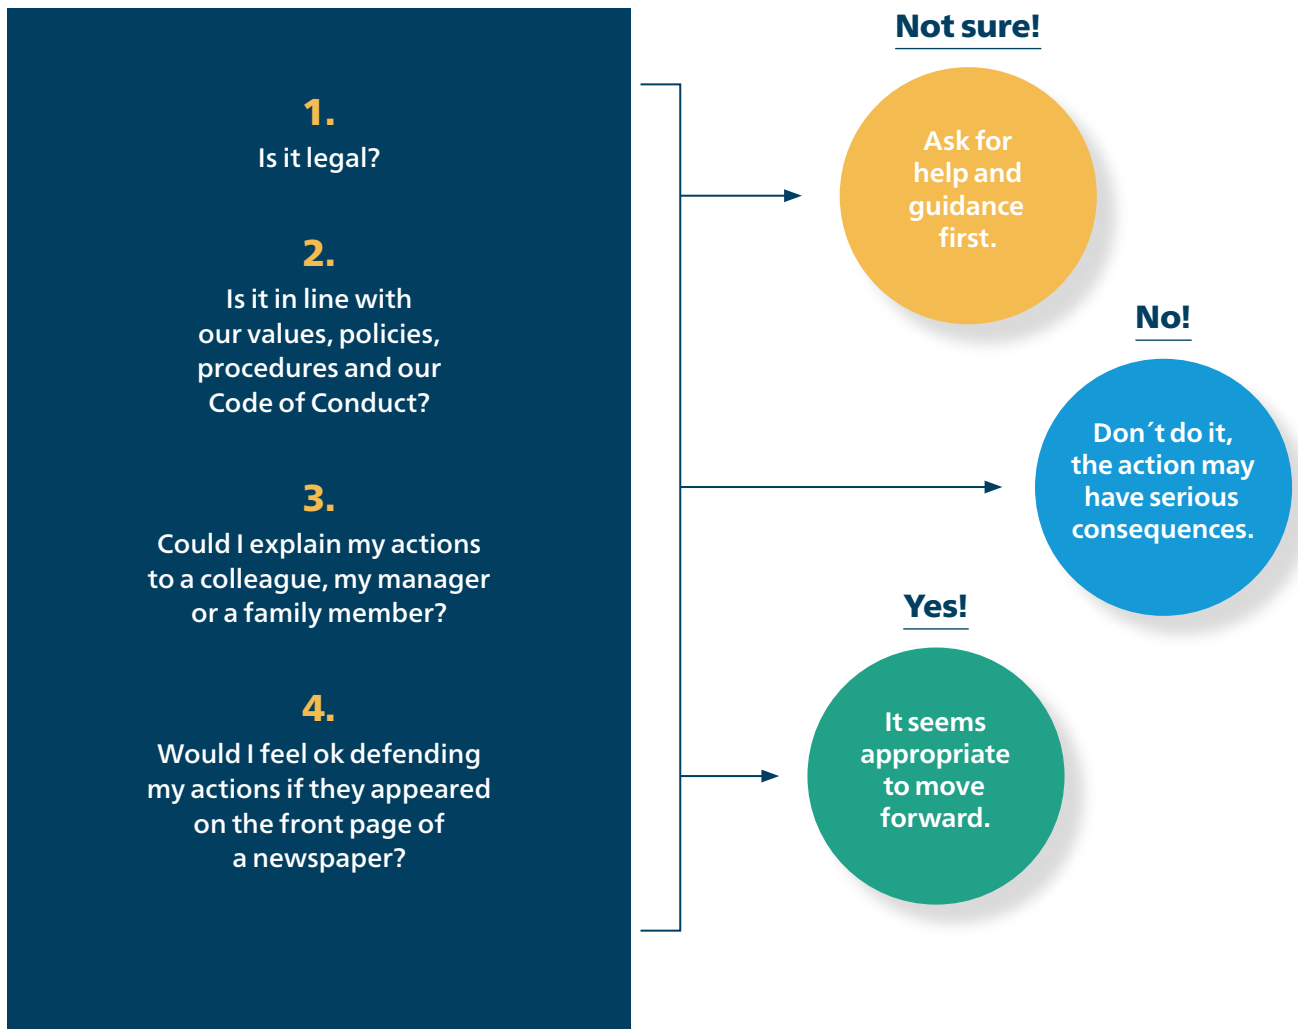 1.
Is it legal?
2.
Is it in line with
our values, policies,
procedures and our
Code of Conduct?
3.
Could I explain my actions
to a colleague, my manager
or a family member?
4.
Would I feel ok defending
my actions if they appeared
on the front page of
a newspaper?
Not sure!
Ask for
help and
guidance
first.
No!
Don´t do it,
the action may
have serious
consequences.
Yes!
It seems
appropriate
to move
forward.